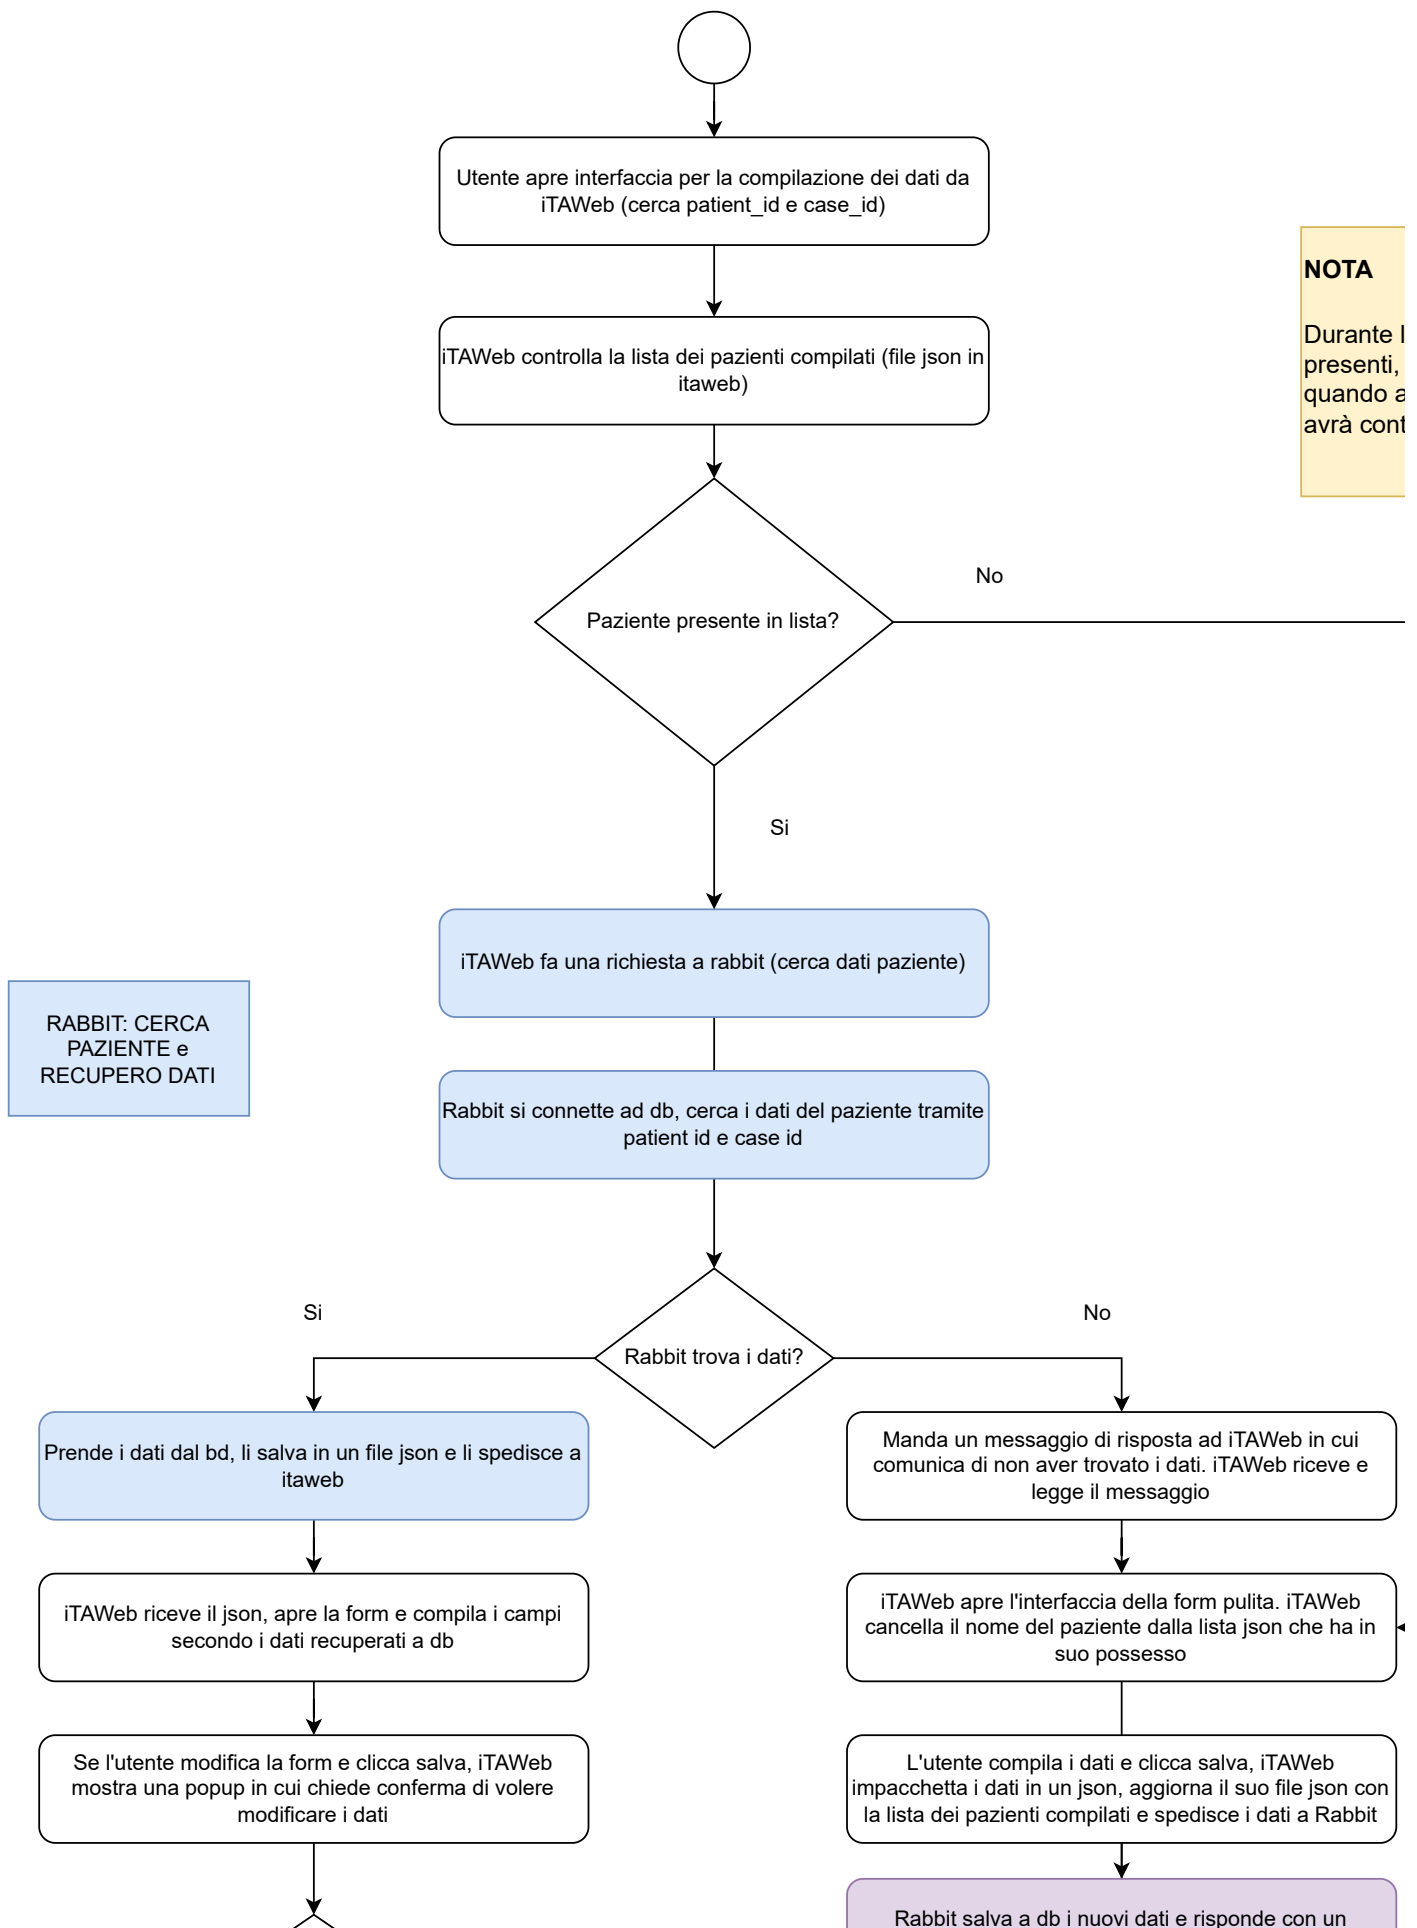 Utente apre interfaccia per la compilazione dei dati da
iTAWeb (cerca patient_id e case_id)
NOTA
Durante l
presenti,
quando a
avrà cont
iTAWeb controlla la lista dei pazienti compilati (file json in
itaweb)
No
Paziente presente in lista?
Si
iTAWeb fa una richiesta a rabbit (cerca dati paziente)
RABBIT: CERCA
PAZIENTE e
RECUPERO DATI
Rabbit si connette ad db, cerca i dati del paziente tramite
patient id e case id
Si
No
Rabbit trova i dati?
Prende i dati dal bd, li salva in un file json e li spedisce a
itaweb
Manda un messaggio di risposta ad iTAWeb in cui
comunica di non aver trovato i dati. iTAWeb riceve e
legge il messaggio
iTAWeb riceve il json, apre la form e compila i campi
secondo i dati recuperati a db
iTAWeb apre l'interfaccia della form pulita. iTAWeb
cancella il nome del paziente dalla lista json che ha in
suo possesso
Se l'utente modifica la form e clicca salva, iTAWeb
mostra una popup in cui chiede conferma di volere
modificare i dati
L'utente compila i dati e clicca salva, iTAWeb
impacchetta i dati in un json, aggiorna il suo file json con
la lista dei pazienti compilati e spedisce i dati a Rabbit
Rabbit salva a db i nuovi dati e risponde con un